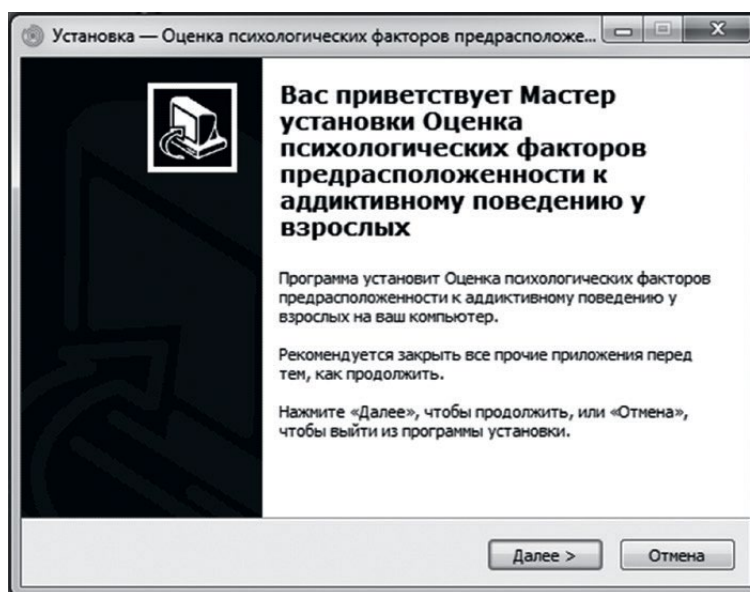 Установка — Оценка психологических факторов предрасположе...
Вас приветствует Мастер
установки Оценка
психологических факторов
предрасположенности к
аддиктивному поведению у
взрослых
Программа установит Оценка психологических факторов
предрасположенности к аддиктивному поведению у
взрослых на ваш компьютер.
Рекомендуется закрыть все прочие приложения перед
тем, как продолжить.
Нажмите «Далее», чтобы продолжить, или «Отмена»,
чтобы выйти из программы установки.
Далее >
Отмена